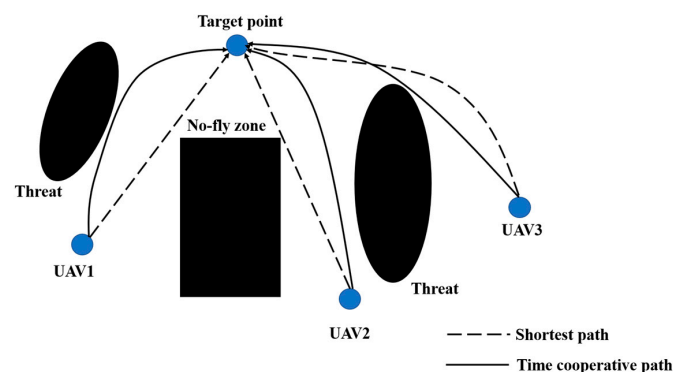 Target point
No-fly zone
Threat
UAV1
UAV3
Threat
UAV2
Shortest path
Time cooperative path